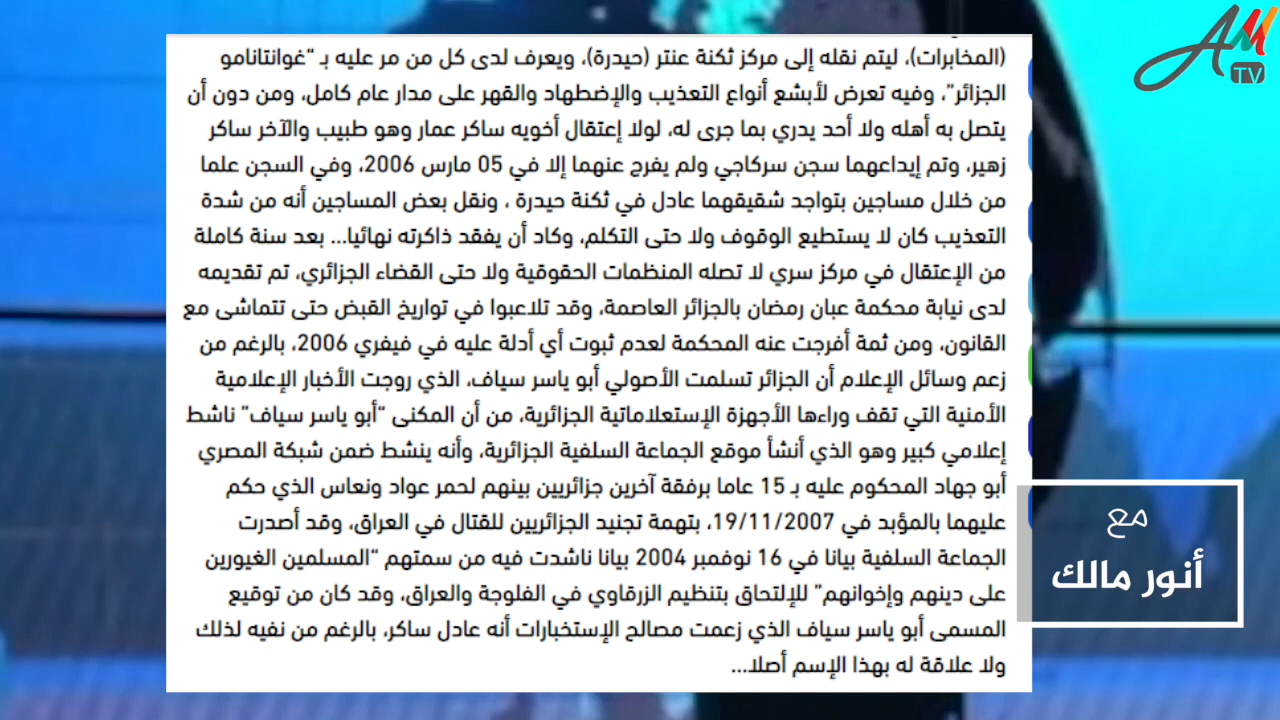 (المخابرات)، ليتم نقله إلى مركز ثكنة عنتر (حيدرة)، ويعرف لدى كل من مر عليه بـ "غوانتانامو
الجزائر"، وفيه تعرض لأبشع أنواع التعذيب والإضطهاد والقهر على مدار عام كامل، ومن دون أن
يتصل به أهله ولا أحد يدري بما جرى له، لولا إعتقال أخويه ساكر عمار وهو طبيب والآخر ساكر
زهير، وتم إيداعهما سجن سركاجي ولم يفرج عنهما إلا في 05 مارس 2006، وفي السجن علما
من خلال مساجين بتواجد شقيقهما عادل في ثكنة حيدرة ، ونقل بعض المساجين أنه من شدة
التعذيب كان لا يستطيع الوقوف ولا حتى التكلم، وكاد أن يفقد ذاكرته نهائيا... بعد سنة كاملة
من الإعتقال في مركز سري لا تصله المنظمات الحقوقية ولا حتى القضاء الجزائري، تم تقديمه
لدى نيابة محكمة عبان رمضان بالجزائر العاصمة، وقد تلاعبوا في تواريخ القبض حتى تتماشى مع
القانون، ومن ثمة أفرجت عنه المحكمة لعدم ثبوت أي أدلة عليه في فيفري 2006، بالرغم من
زعم وسائل الإعلام أن الجزائر تسلمت الأصولي أبو ياسر سياف، الذي روجت الأخبار الإعلامية
الأمنية التي تقف وراءها الأجهزة الإستعلاماتية الجزائرية، من أن المكنى "أبو ياسر سياف" ناشط
إعلامي كبير وهو الذي أنشأ موقع الجماعة السلفية الجزائرية، وأنه ينشط ضمن شبكة المصري
أبو جهاد المحكوم عليه بـ 15 عاما برفقة آخرين جزائريين بينهم لحمر عواد ونعاس الذي حكم
عليهما بالمؤبد في 19/11/2007، بتهمة تجنيد الجزائريين للقتال في العراق، وقد أصدرت
الجماعة السلفية بيانا في 16 نوفمبر 2004 بيانا ناشدت فيه من سمتهم "المسلمين الغيورين
على دينهم وإخوانهم" للإلتحاق بتنظيم الزرقاوي في الفلوجة والعراق، وقد كان من توقيع
المسمى أبو ياسر سياف الذي زعمت مصالح الإستخبارات أنه عادل ساكر، بالرغم من نفيه لذلك
ولا علاقة له بهذا الإسم أصلا...
مع
أنور مالك
AM
TV